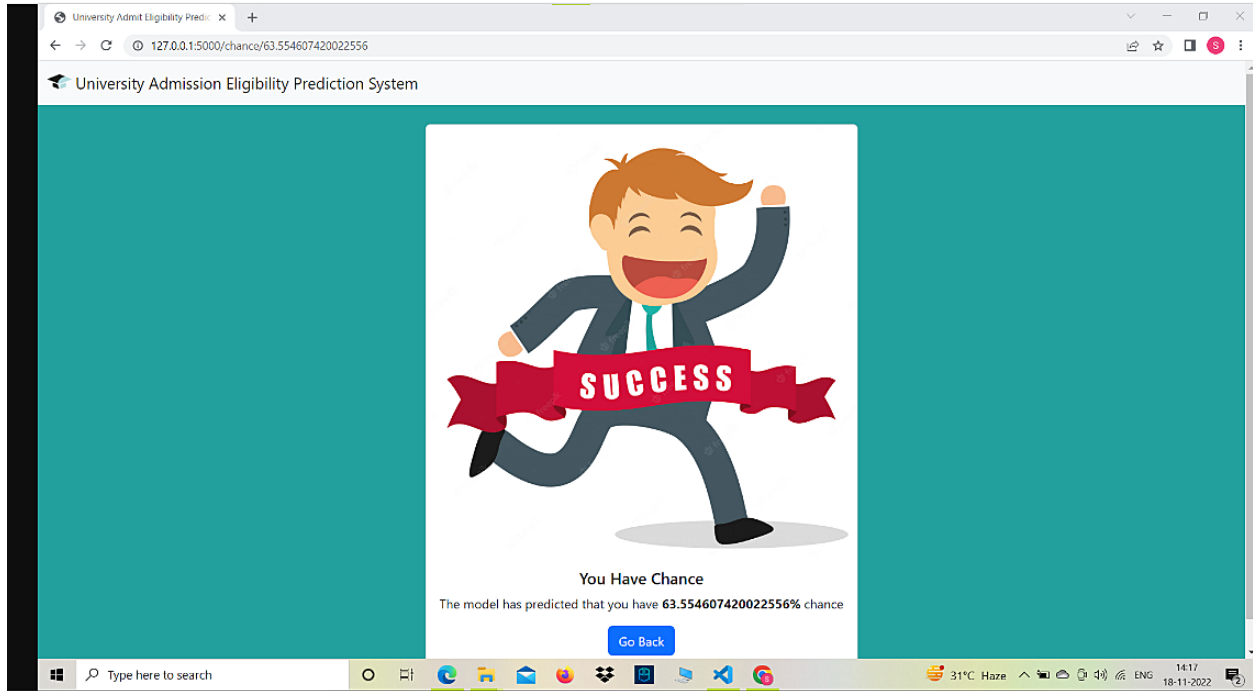 University Admit Eligibility Predic
127.0.0.1:5000/chance/63.554607420022556
S
University Admission Eligibility Prediction System
SUCCESS
You Have Chance
The model has predicted that you have 63.554607420022556% chance
Go Back
Type here to search
31°C Haze
ENG
14:17
18-11-2022
2